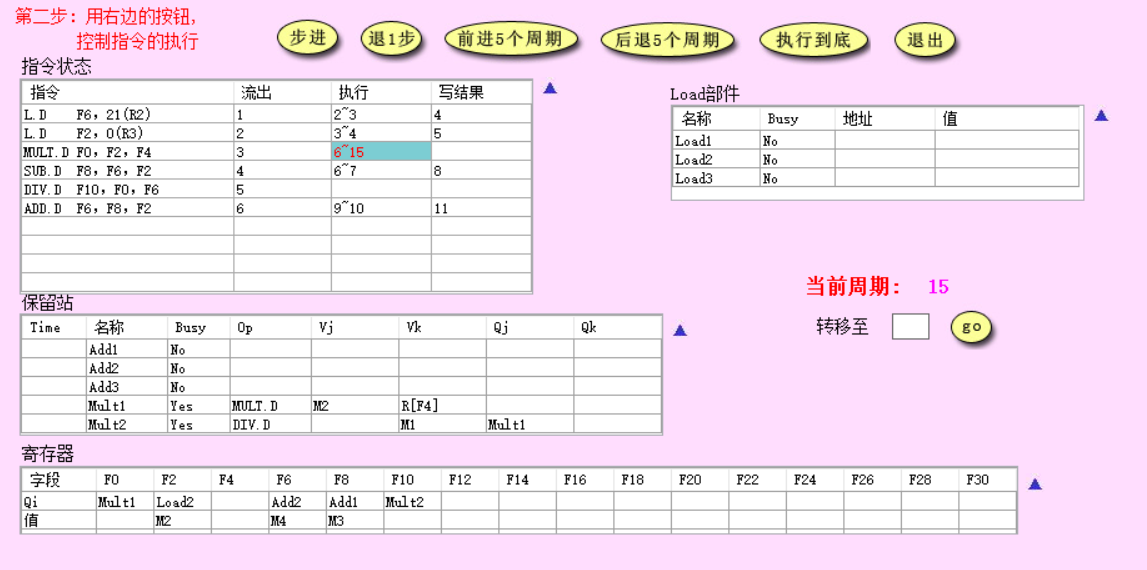 第二步：用右边的按钮，
控制指令的执行
步进 退1步 前进5个周期 后退5个周期 执行到底 退出
指令状态
指令 流出 执行 写结果
L.D F6, 21(R2) 1 2~3 4
L.D F2, 0(R3) 2 3~4 5
MULT.D F0, F2, F4 3 6~15
SUB.D F8, F6, F2 4 6~7 8
DIV.D F10, F0, F6 5
ADD.D F6, F8, F2 6 9~10 11
Load部件
名称 Busy 地址 值
Load1 No
Load2 No
Load3 No
当前周期： 15
转移至 go
保留站
Time 名称 Busy Op Vj Vk Qj Qk
Add1 No
Add2 No
Add3 No
Mult1 Yes MULT.D M2 R[F4]
Mult2 Yes DIV.D M1 Mult1
寄存器
字段 F0 F2 F4 F6 F8 F10 F12 F14 F16 F18 F20 F22 F24 F26 F28 F30
Qi Mult1 Load2 Add2 Add1 Mult2
值 M2 M4 M3